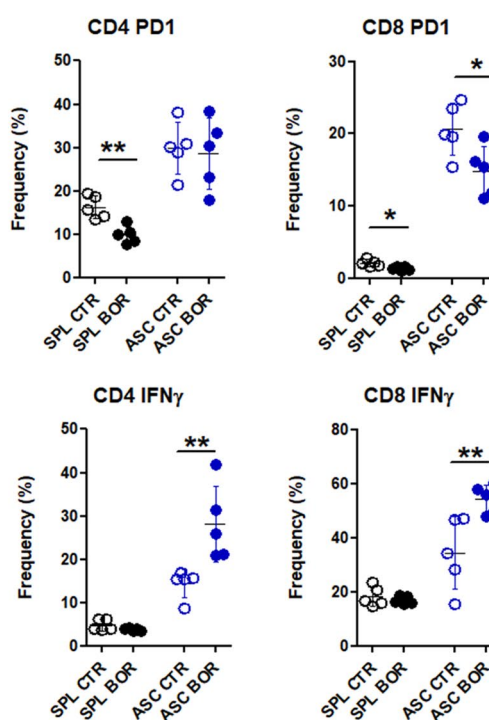 CD4 PD1
Frequency (%)
50
40
30
20
10
0
**
SPL CTR
SPL BOR
ASC CTR
ASC BOR
CD8 PD1
Frequency (%)
30
20
10
0
*
*
SPL CTR
SPL BOR
ASC CTR
ASC BOR
CD4 IFNγ
Frequency (%)
50
40
30
20
10
0
**
SPL CTR
SPL BOR
ASC CTR
ASC BOR
CD8 IFNγ
Frequency (%)
80
60
40
20
0
**
SPL CTR
SPL BOR
ASC CTR
ASC BOR